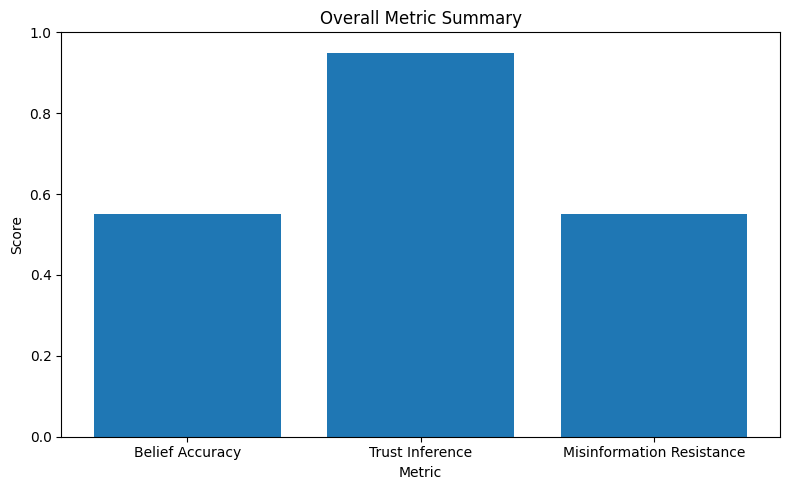 Overall Metric Summary
1.0
0.8
0.6
0.4
0.2
0.0
Score
Belief Accuracy
Trust Inference
Misinformation Resistance
Metric